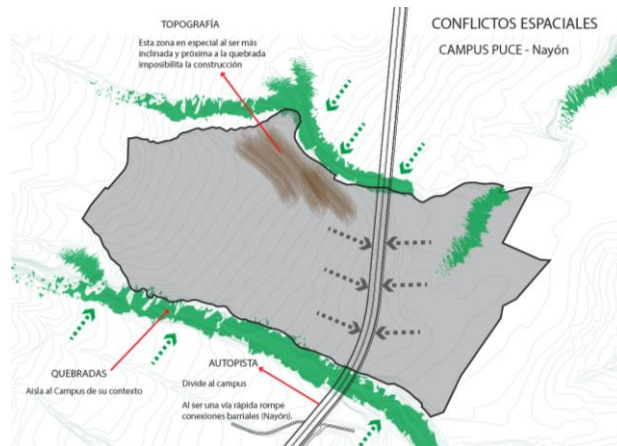 TOPOGRAFÍA
Esta zona en especial al ser más
inclinada y próxima a la quebrada
imposibilita la construcción
CONFLICTOS ESPACIALES
CAMPUS PUCE - Nayón
QUEBRADAS
Aisla al Campus de su contexto
AUTOPISTA
Divide al campus
Al ser una vía rápida rompe
conexiones barriales (Nayón).